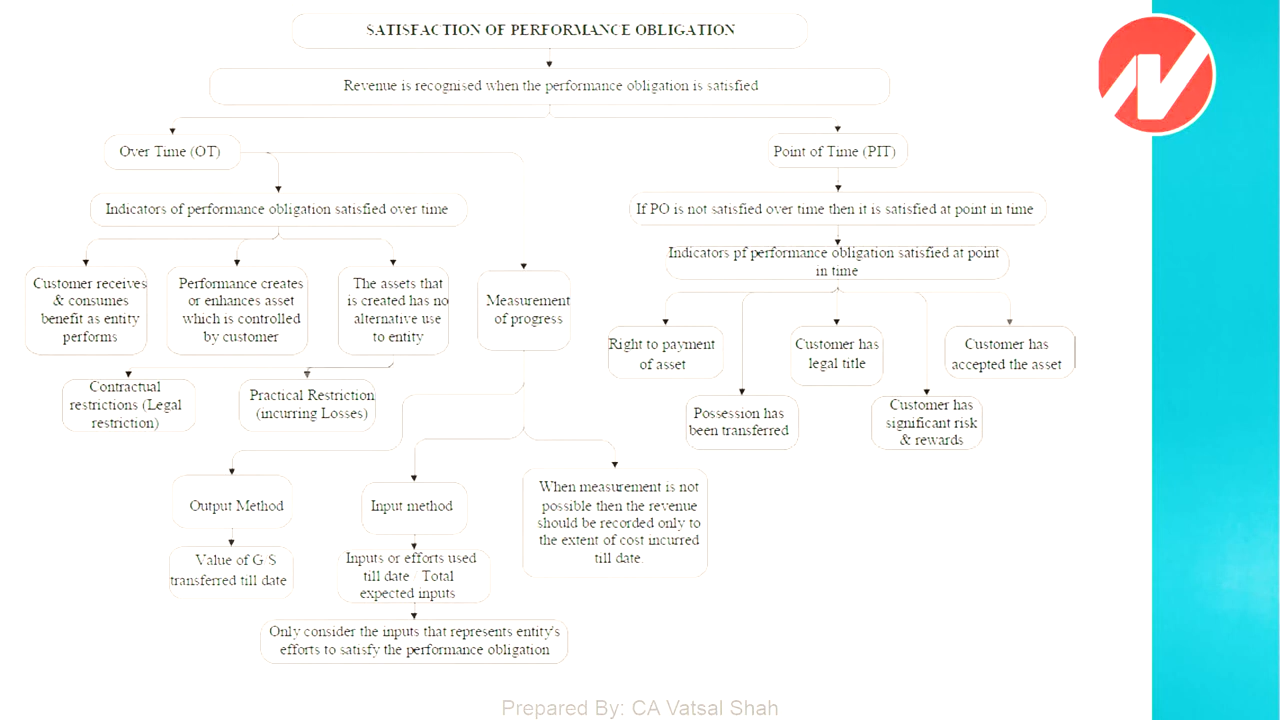 SATISFACTION OF PERFORMANCE OBLIGATION
Revenue is recognised when the performance obligation is satisfied
Over Time (OT)
Point of Time (PIT)
Indicators of performance obligation satisfied over time
If PO is not satisfied over time then it is satisfied at point in time
Indicators pf performance obligation satisfied at point
in time
Customer receives
& consumes
benefit as entity
performs
Performance creates
or enhances asset
which is controlled
by customer
The assets that
is created has no
alternative use
to entity
Measurement
of progress
Right to payment
of asset
Customer has
legal title
Customer has
accepted the asset
Contractual
restrictions (Legal
restriction)
Practical Restriction
(incurring Losses)
Possession has
been transferred
Customer has
significant risk
& rewards
Output Method
Input method
When measurement is not
possible then the revenue
should be recorded only to
the extent of cost incurred
till date.
Value of G S
transferred till date
Inputs or efforts used
till date / Total
expected inputs
Only consider the inputs that represents entity's
efforts to satisfy the performance obligation
Prepared By: CA Vatsal Shah